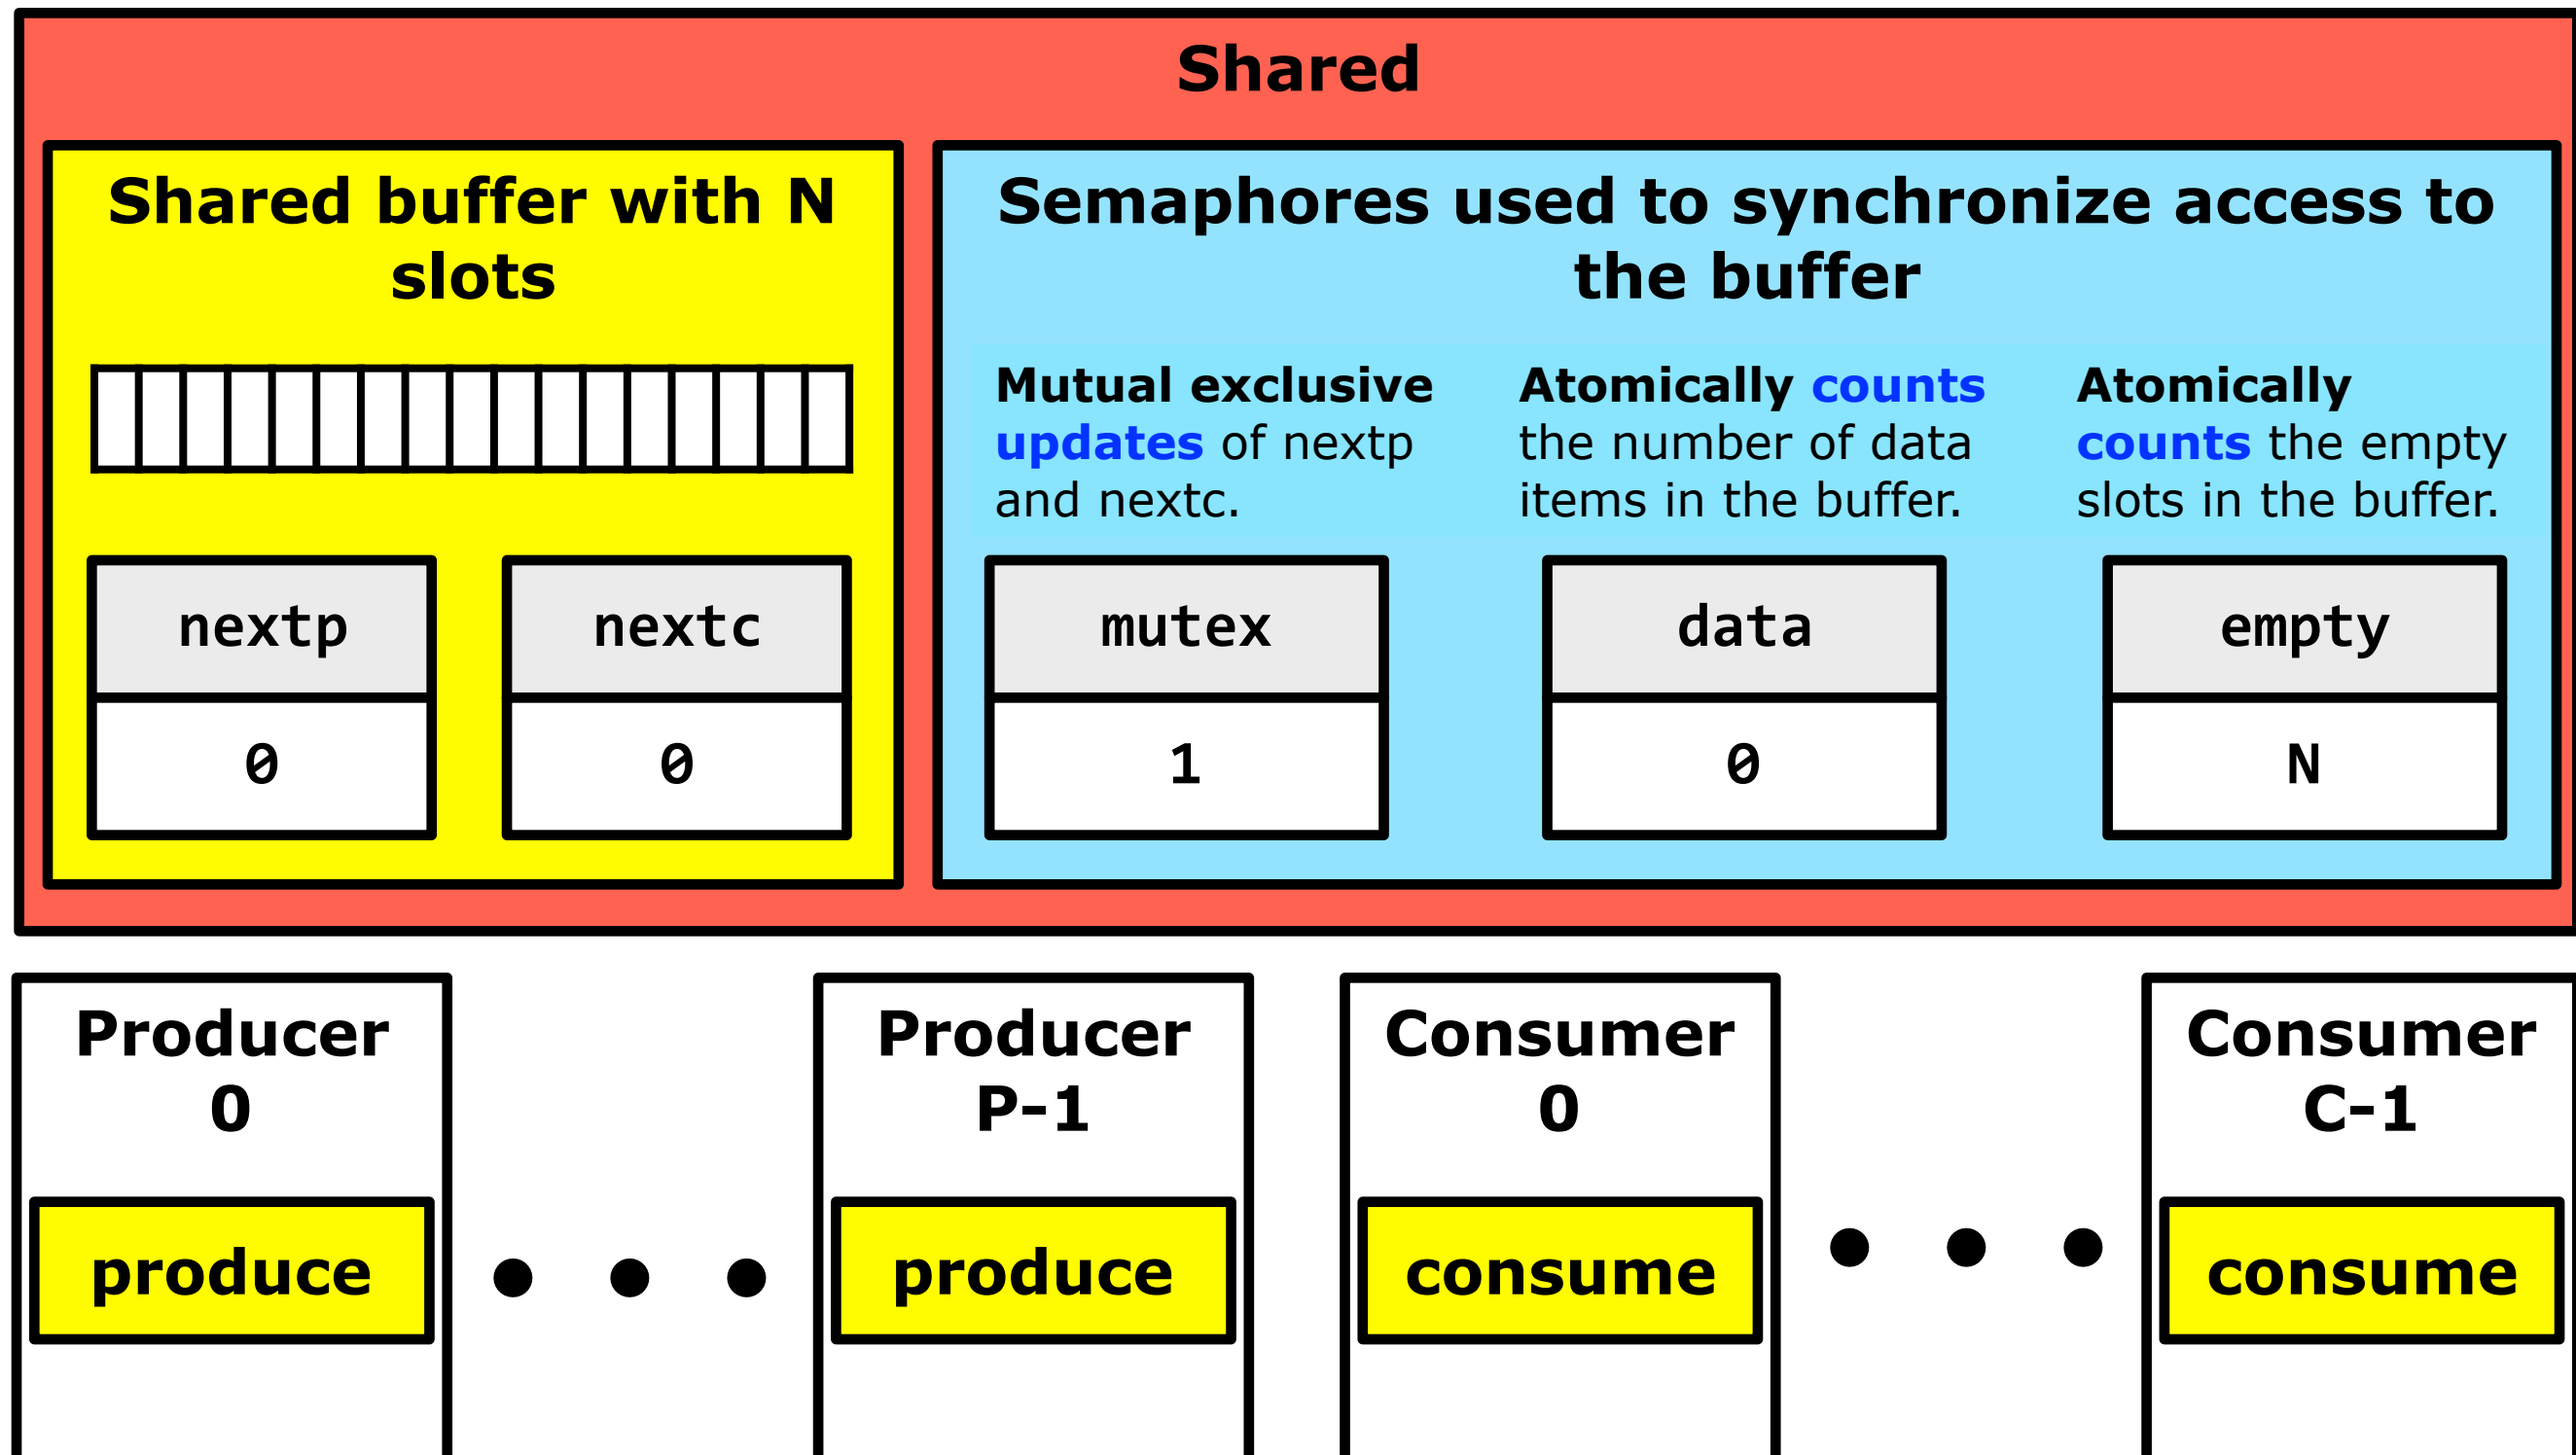 Shared
Shared buffer with N
slots
nextp
nextc
0
0
Semaphores used to synchronize access to
the buffer
Mutual exclusive
updates of nextp
and nextc.
Atomically counts
the number of data
items in the buffer.
Atomically
counts the empty
slots in the buffer.
mutex
data
empty
1
0
N
Producer
0
produce
Producer
P-1
produce
Consumer
0
consume
Consumer
C-1
consume